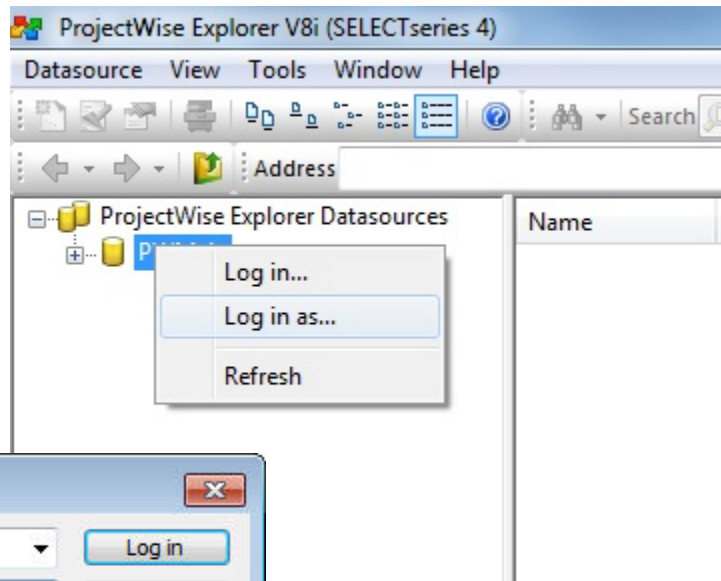 ProjectWise Explorer V8i (SELECTseries 4)
Datasource View Tools Window Help
Search
Address
ProjectWise Explorer Datasources
Name
Log in...
Log in as...
Refresh
Log in